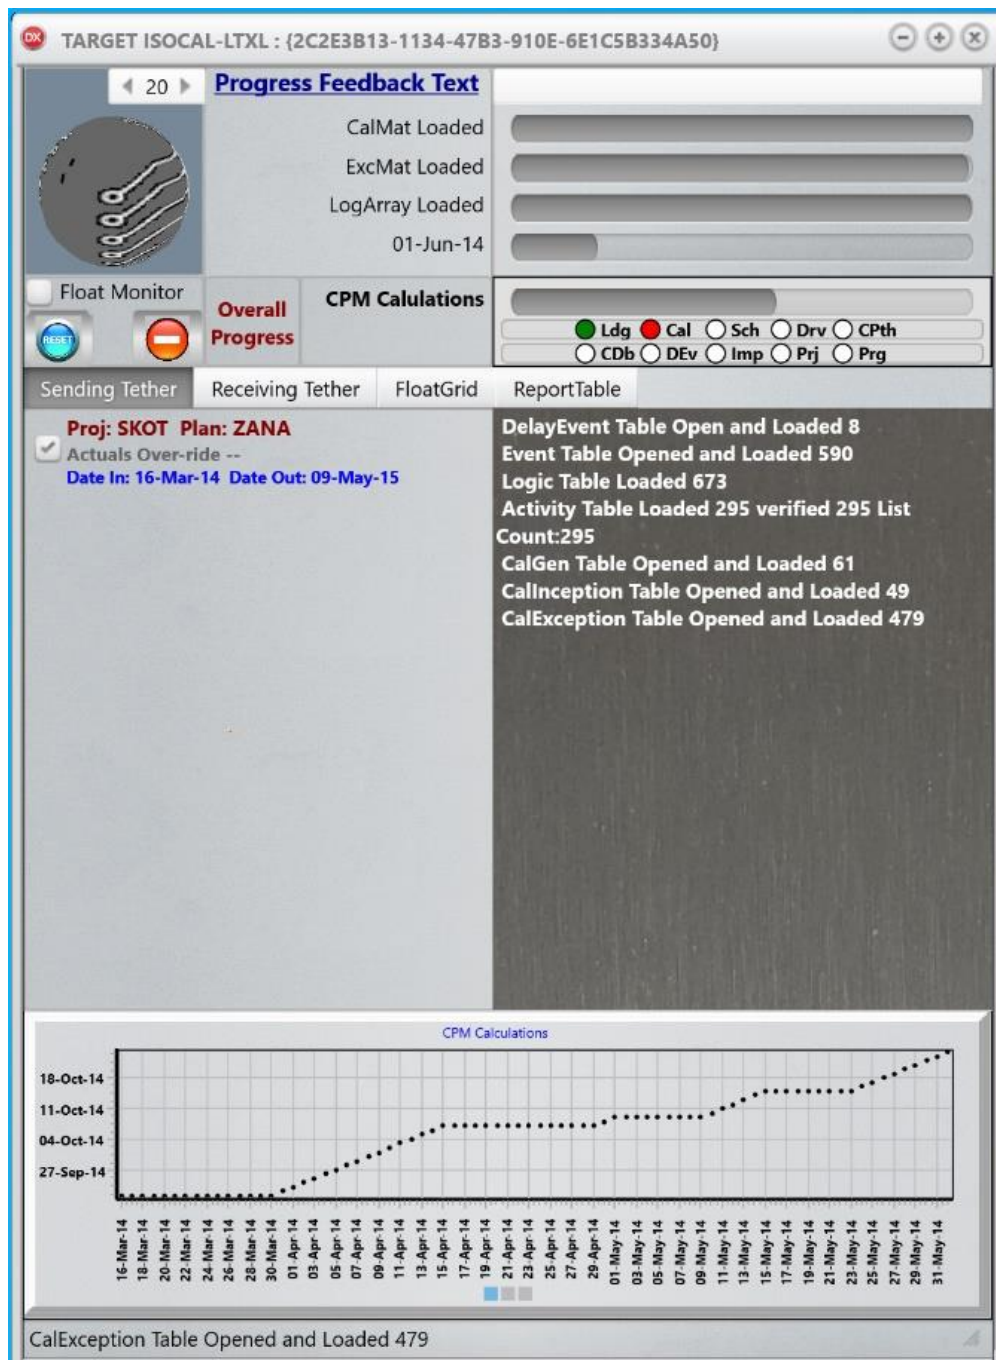 DX TARGET ISOCAL-LTXL : {2C2E3B13-1134-47B3-910E-6E1C5B334A50}
20 Progress Feedback Text
CalMat Loaded
ExcMat Loaded
LogArray Loaded
01-Jun-14
Float Monitor
RESET
Overall
Progress
CPM Calulations
Ldg Cal Sch Drv CPth
CDb DEv Imp Prj Prg
Sending Tether Receiving Tether FloatGrid ReportTable
Proj: SKOT Plan: ZANA
Actuals Over-ride --
Date In: 16-Mar-14 Date Out: 09-May-15
DelayEvent Table Open and Loaded 8
Event Table Opened and Loaded 590
Logic Table Loaded 673
Activity Table Loaded 295 verified 295 List
Count:295
CalGen Table Opened and Loaded 61
CalInception Table Opened and Loaded 49
CalException Table Opened and Loaded 479
CPM Calculations
18-Oct-14
11-Oct-14
04-Oct-14
27-Sep-14
16-Mar-14
18-Mar-14
20-Mar-14
22-Mar-14
24-Mar-14
26-Mar-14
28-Mar-14
30-Mar-14
01-Apr-14
03-Apr-14
05-Apr-14
07-Apr-14
09-Apr-14
11-Apr-14
13-Apr-14
15-Apr-14
17-Apr-14
19-Apr-14
21-Apr-14
23-Apr-14
25-Apr-14
27-Apr-14
29-Apr-14
01-May-14
03-May-14
05-May-14
07-May-14
09-May-14
11-May-14
13-May-14
15-May-14
17-May-14
19-May-14
21-May-14
23-May-14
25-May-14
27-May-14
29-May-14
31-May-14
CalException Table Opened and Loaded 479